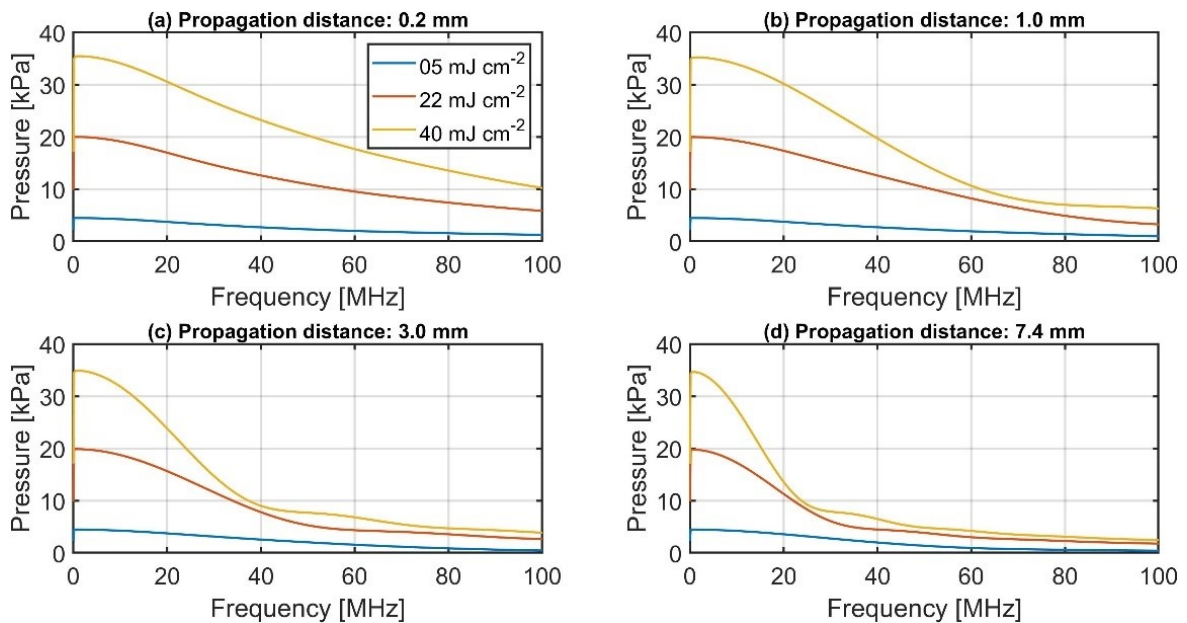 (a) Propagation distance: 0.2 mm
40
30
20
10
0
Pressure [kPa]
05 mJ cm-2
22 mJ cm-2
40 mJ cm-2
0 20 40 60 80 100
Frequency [MHz]
(b) Propagation distance: 1.0 mm
40
30
20
10
0
Pressure [kPa]
0 20 40 60 80 100
Frequency [MHz]
(c) Propagation distance: 3.0 mm
40
30
20
10
0
Pressure [kPa]
0 20 40 60 80 100
Frequency [MHz]
(d) Propagation distance: 7.4 mm
40
30
20
10
0
Pressure [kPa]
0 20 40 60 80 100
Frequency [MHz]